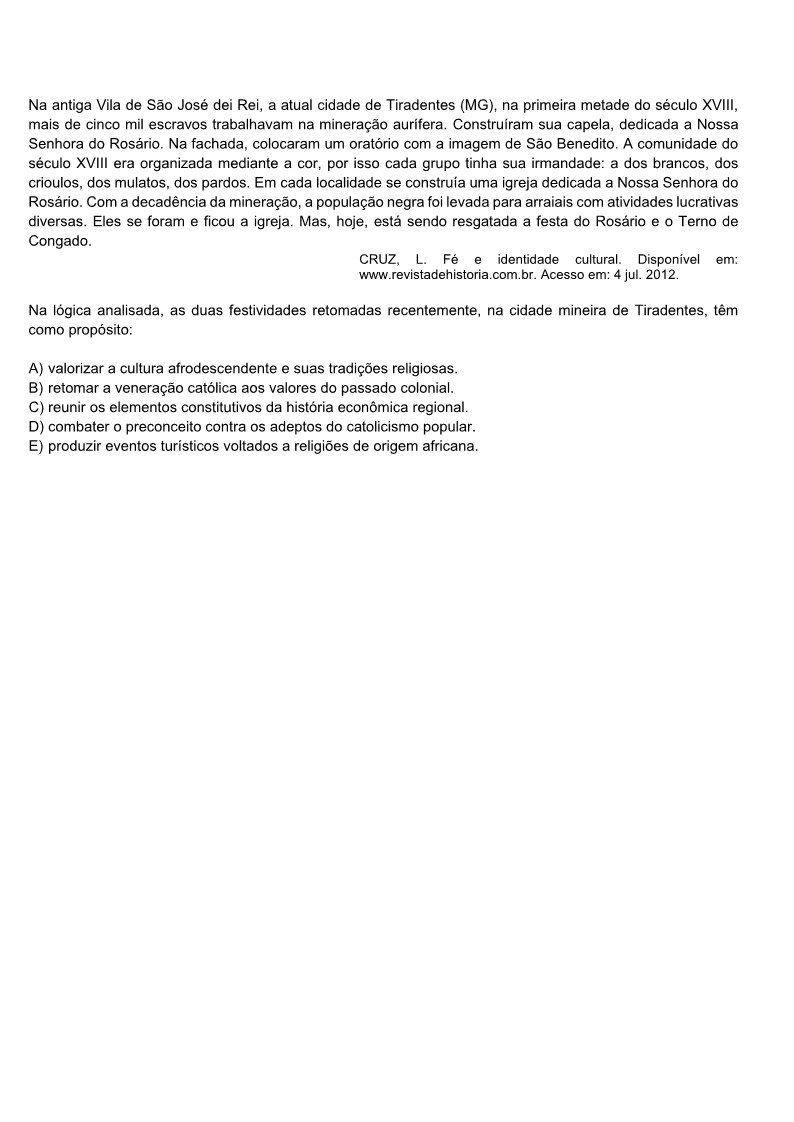 Na antiga Vila de São José dei Rei, a atual cidade de Tiradentes (MG), na primeira metade do século XVIII,
mais de cinco mil escravos trabalhavam na mineração aurífera. Construíram sua capela, dedicada a Nossa
Senhora do Rosário. Na fachada, colocaram um oratório com a imagem de São Benedito. A comunidade do
século XVIII era organizada mediante a cor, por isso cada grupo tinha sua irmandade: a dos brancos, dos
crioulos, dos mulatos, dos pardos. Em cada localidade se construía uma igreja dedicada a Nossa Senhora do
Rosário. Com a decadência da mineração, a população negra foi levada para arraiais com atividades lucrativas
diversas. Eles se foram e ficou a igreja. Mas, hoje, está sendo resgatada a festa do Rosário e o Terno de
Congado.
CRUZ, L. Fé e identidade cultural. Disponível em:
www.revistadehistoria.com.br. Acesso em: 4 jul. 2012.
Na lógica analisada, as duas festividades retomadas recentemente, na cidade mineira de Tiradentes, têm
como propósito:
A) valorizar a cultura afrodescendente e suas tradições religiosas.
B) retomar a veneração católica aos valores do passado colonial.
C) reunir os elementos constitutivos da história econômica regional.
D) combater o preconceito contra os adeptos do catolicismo popular.
E) produzir eventos turísticos voltados a religiões de origem africana.